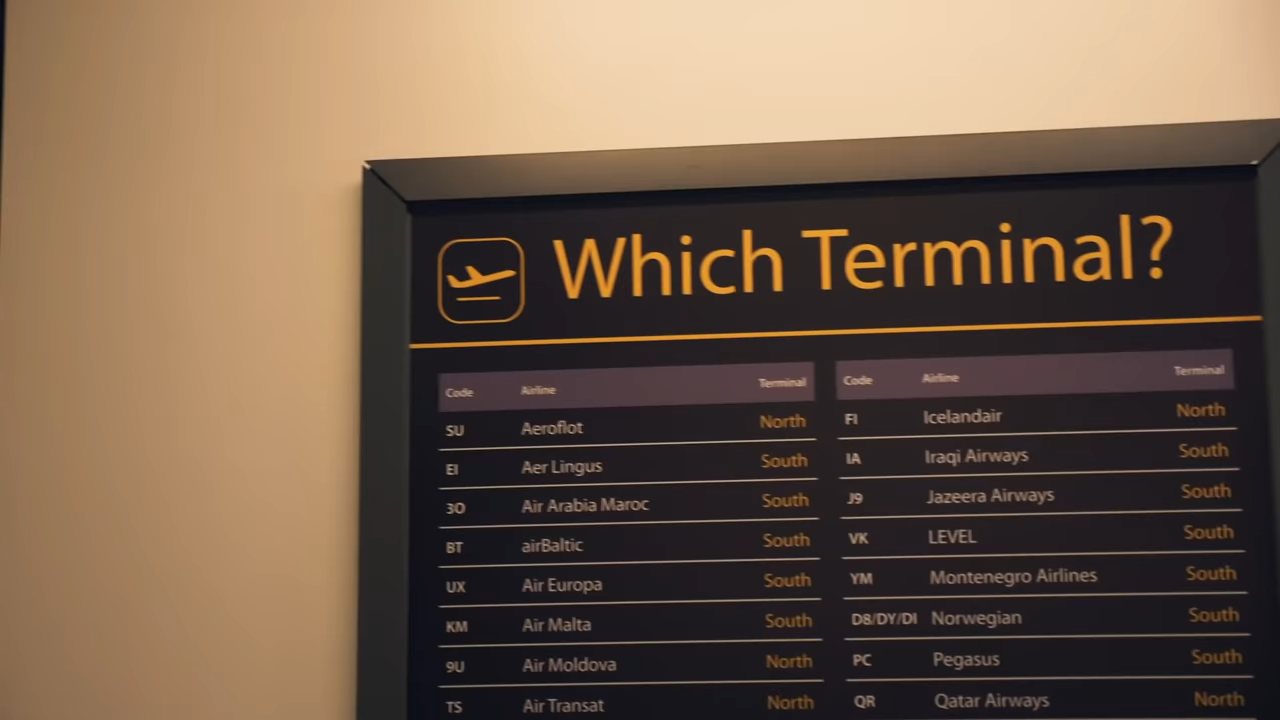 Which Terminal?
Code Airline Terminal
SU Aeroflot North
EI Aer Lingus South
3O Air Arabia Maroc South
BT airBaltic South
UX Air Europa South
KM Air Malta South
9U Air Moldova North
TS Air Transat North
Code Airline Terminal
FI Icelandair North
IA Iraqi Airways South
J9 Jazeera Airways South
VK LEVEL South
YM Montenegro Airlines South
D8/DY/DI Norwegian South
PC Pegasus South
QR Qatar Airways North